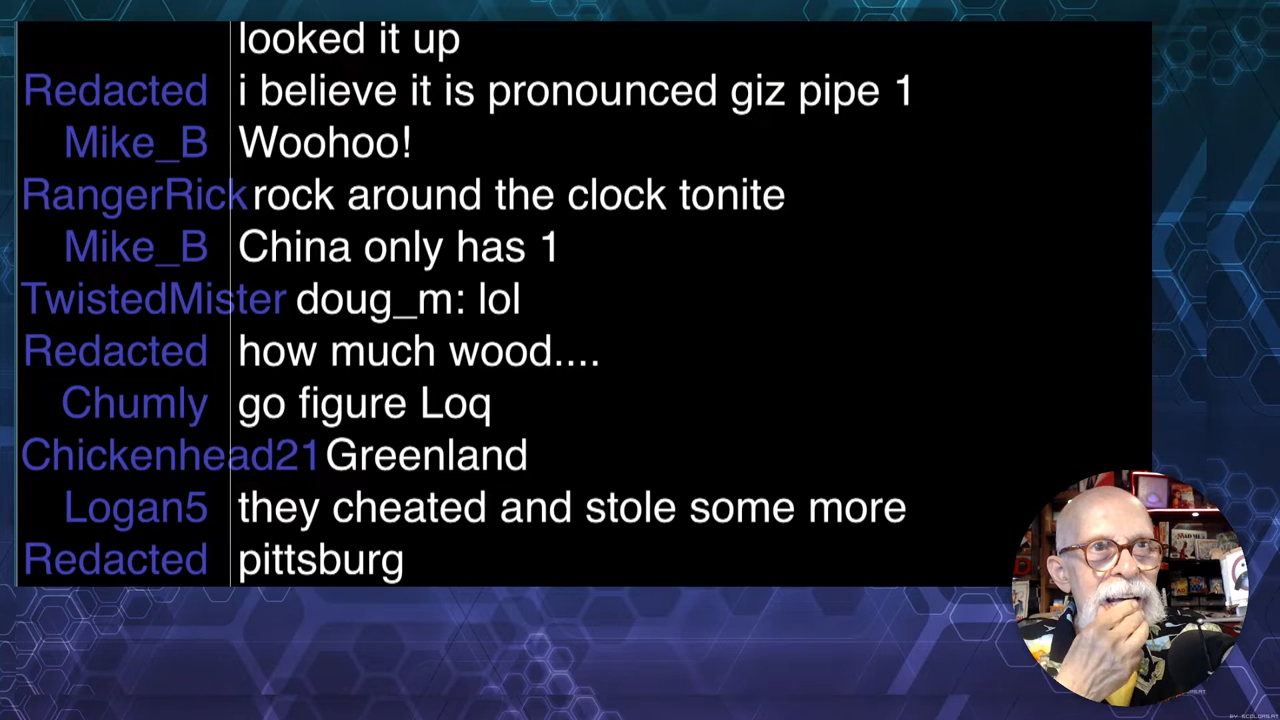 looked it up
Redacted i believe it is pronounced giz pipe 1
Mike_B Woohoo!
RangerRick rock around the clock tonite
Mike_B China only has 1
TwistedMister doug_m: lol
Redacted how much wood....
Chumly go figure Loq
Chickenhead21 Greenland
Logan5 they cheated and stole some more
Redacted pittsburg